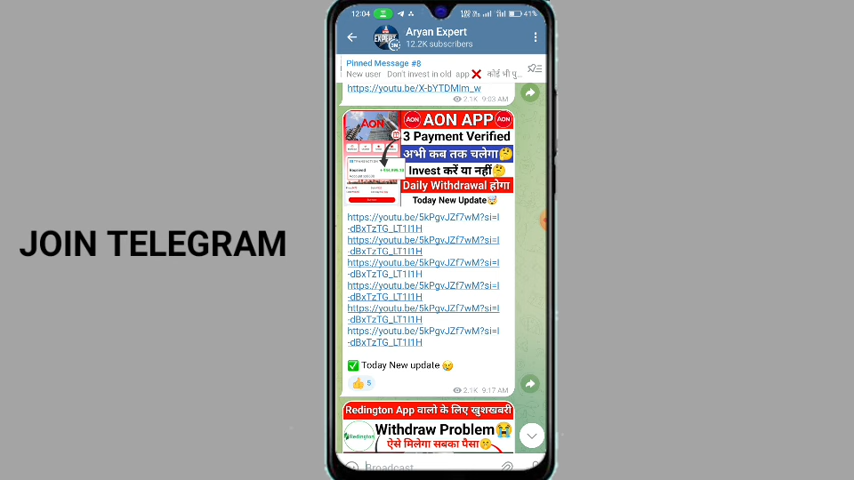 12:04
41%
Aryan Expert
12.2K subscribers
Pinned Message #8
New user Don't invest in old app ❌ कोई भी पु...
https://youtu.be/X-bYTDMIm_w
2.1K 9:03 AM
AON AON APP AON
AON
3 Payment Verified
अभी कब तक चलेगा🤔
Invest करें या नहीं🤔
Daily Withdrawal होगा
Today New Update🤯
https://youtu.be/5kPgvJZf7wM?si=I
-dBxTzTG_LT1I1H
https://youtu.be/5kPgvJZf7wM?si=I
-dBxTzTG_LT1I1H
https://youtu.be/5kPgvJZf7wM?si=I
-dBxTzTG_LT1I1H
https://youtu.be/5kPgvJZf7wM?si=I
-dBxTzTG_LT1I1H
https://youtu.be/5kPgvJZf7wM?si=I
-dBxTzTG_LT1I1H
https://youtu.be/5kPgvJZf7wM?si=I
-dBxTzTG_LT1I1H
✅ Today New update 🥲
👍 5
2.1K 9:17 AM
Redington App वालो के लिए खुशखबरी
Redington
Withdraw Problem😭
ऐसे मिलेगा सबका पैसा🤫
Broadcast
JOIN TELEGRAM